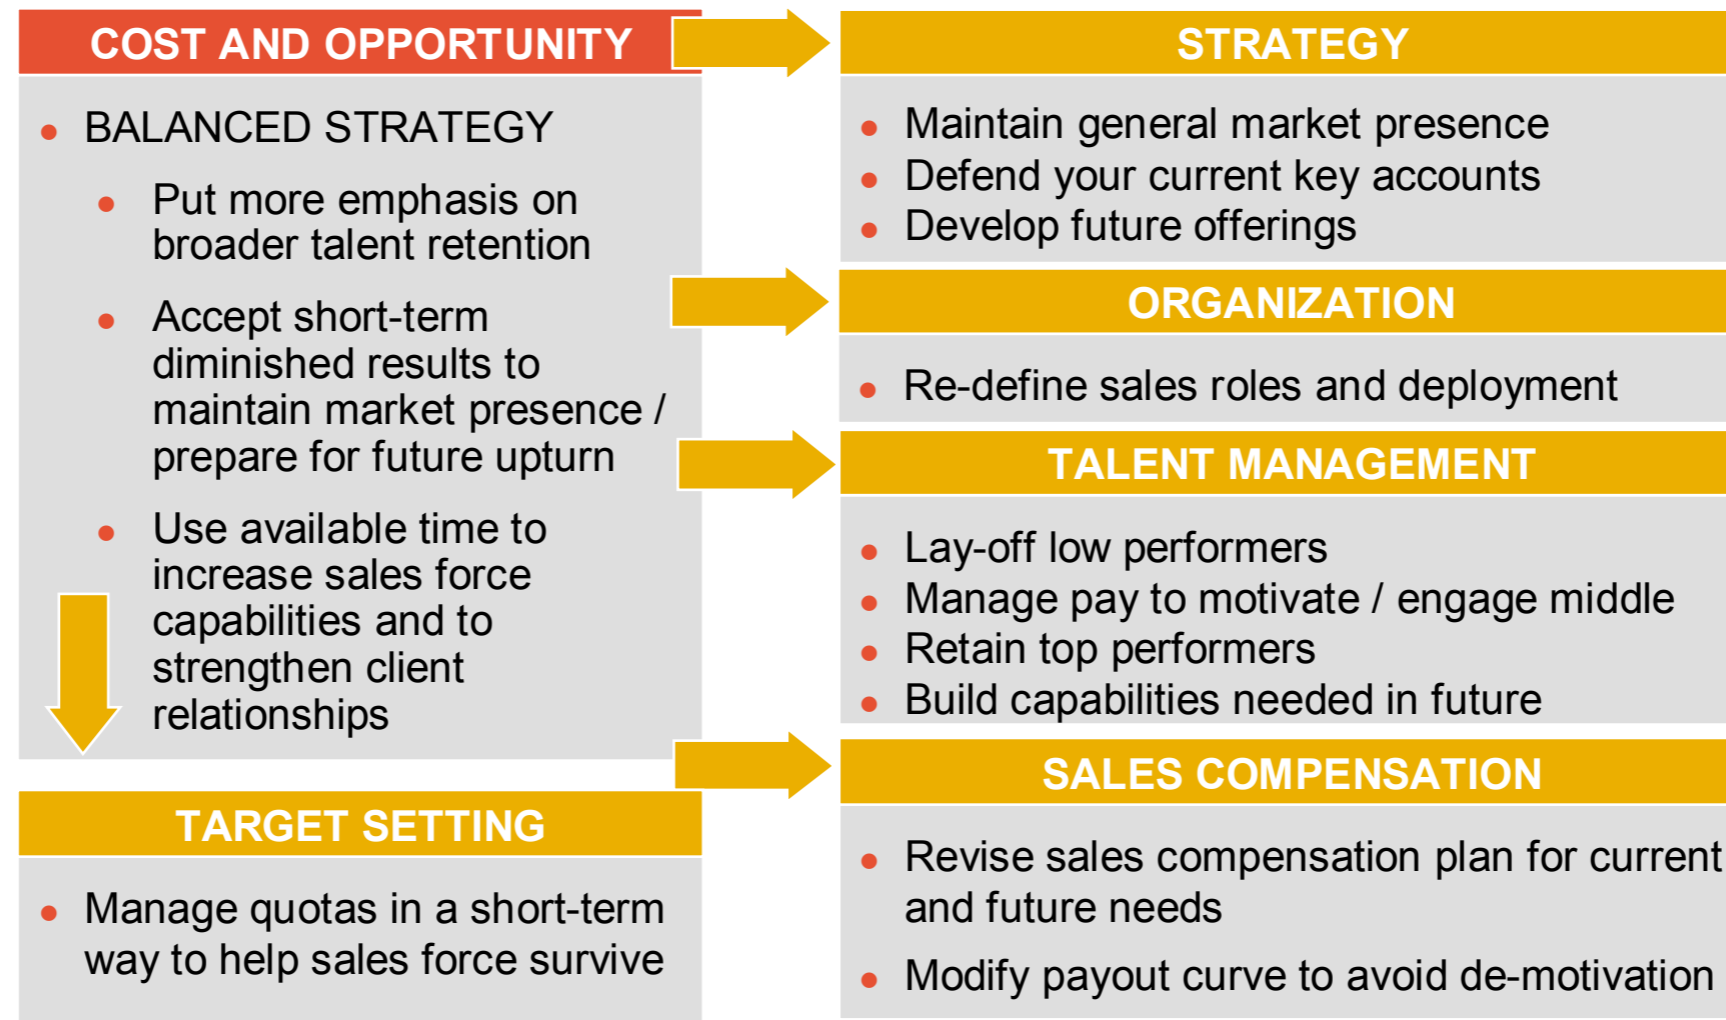 COST AND OPPORTUNITY
BALANCED STRATEGY
Put more emphasis on
broader talent retention
Accept short-term
diminished results to
maintain market presence /
prepare for future upturn
Use available time to
increase sales force
capabilities and to
strengthen client
relationships
TARGET SETTING
Manage quotas in a short-term
way to help sales force survive
STRATEGY
Maintain general market presence
Defend your current key accounts
Develop future offerings
ORGANIZATION
Re-define sales roles and deployment
TALENT MANAGEMENT
Lay-off low performers
Manage pay to motivate / engage middle
Retain top performers
Build capabilities needed in future
SALES COMPENSATION
Revise sales compensation plan for current
and future needs
Modify payout curve to avoid de-motivation